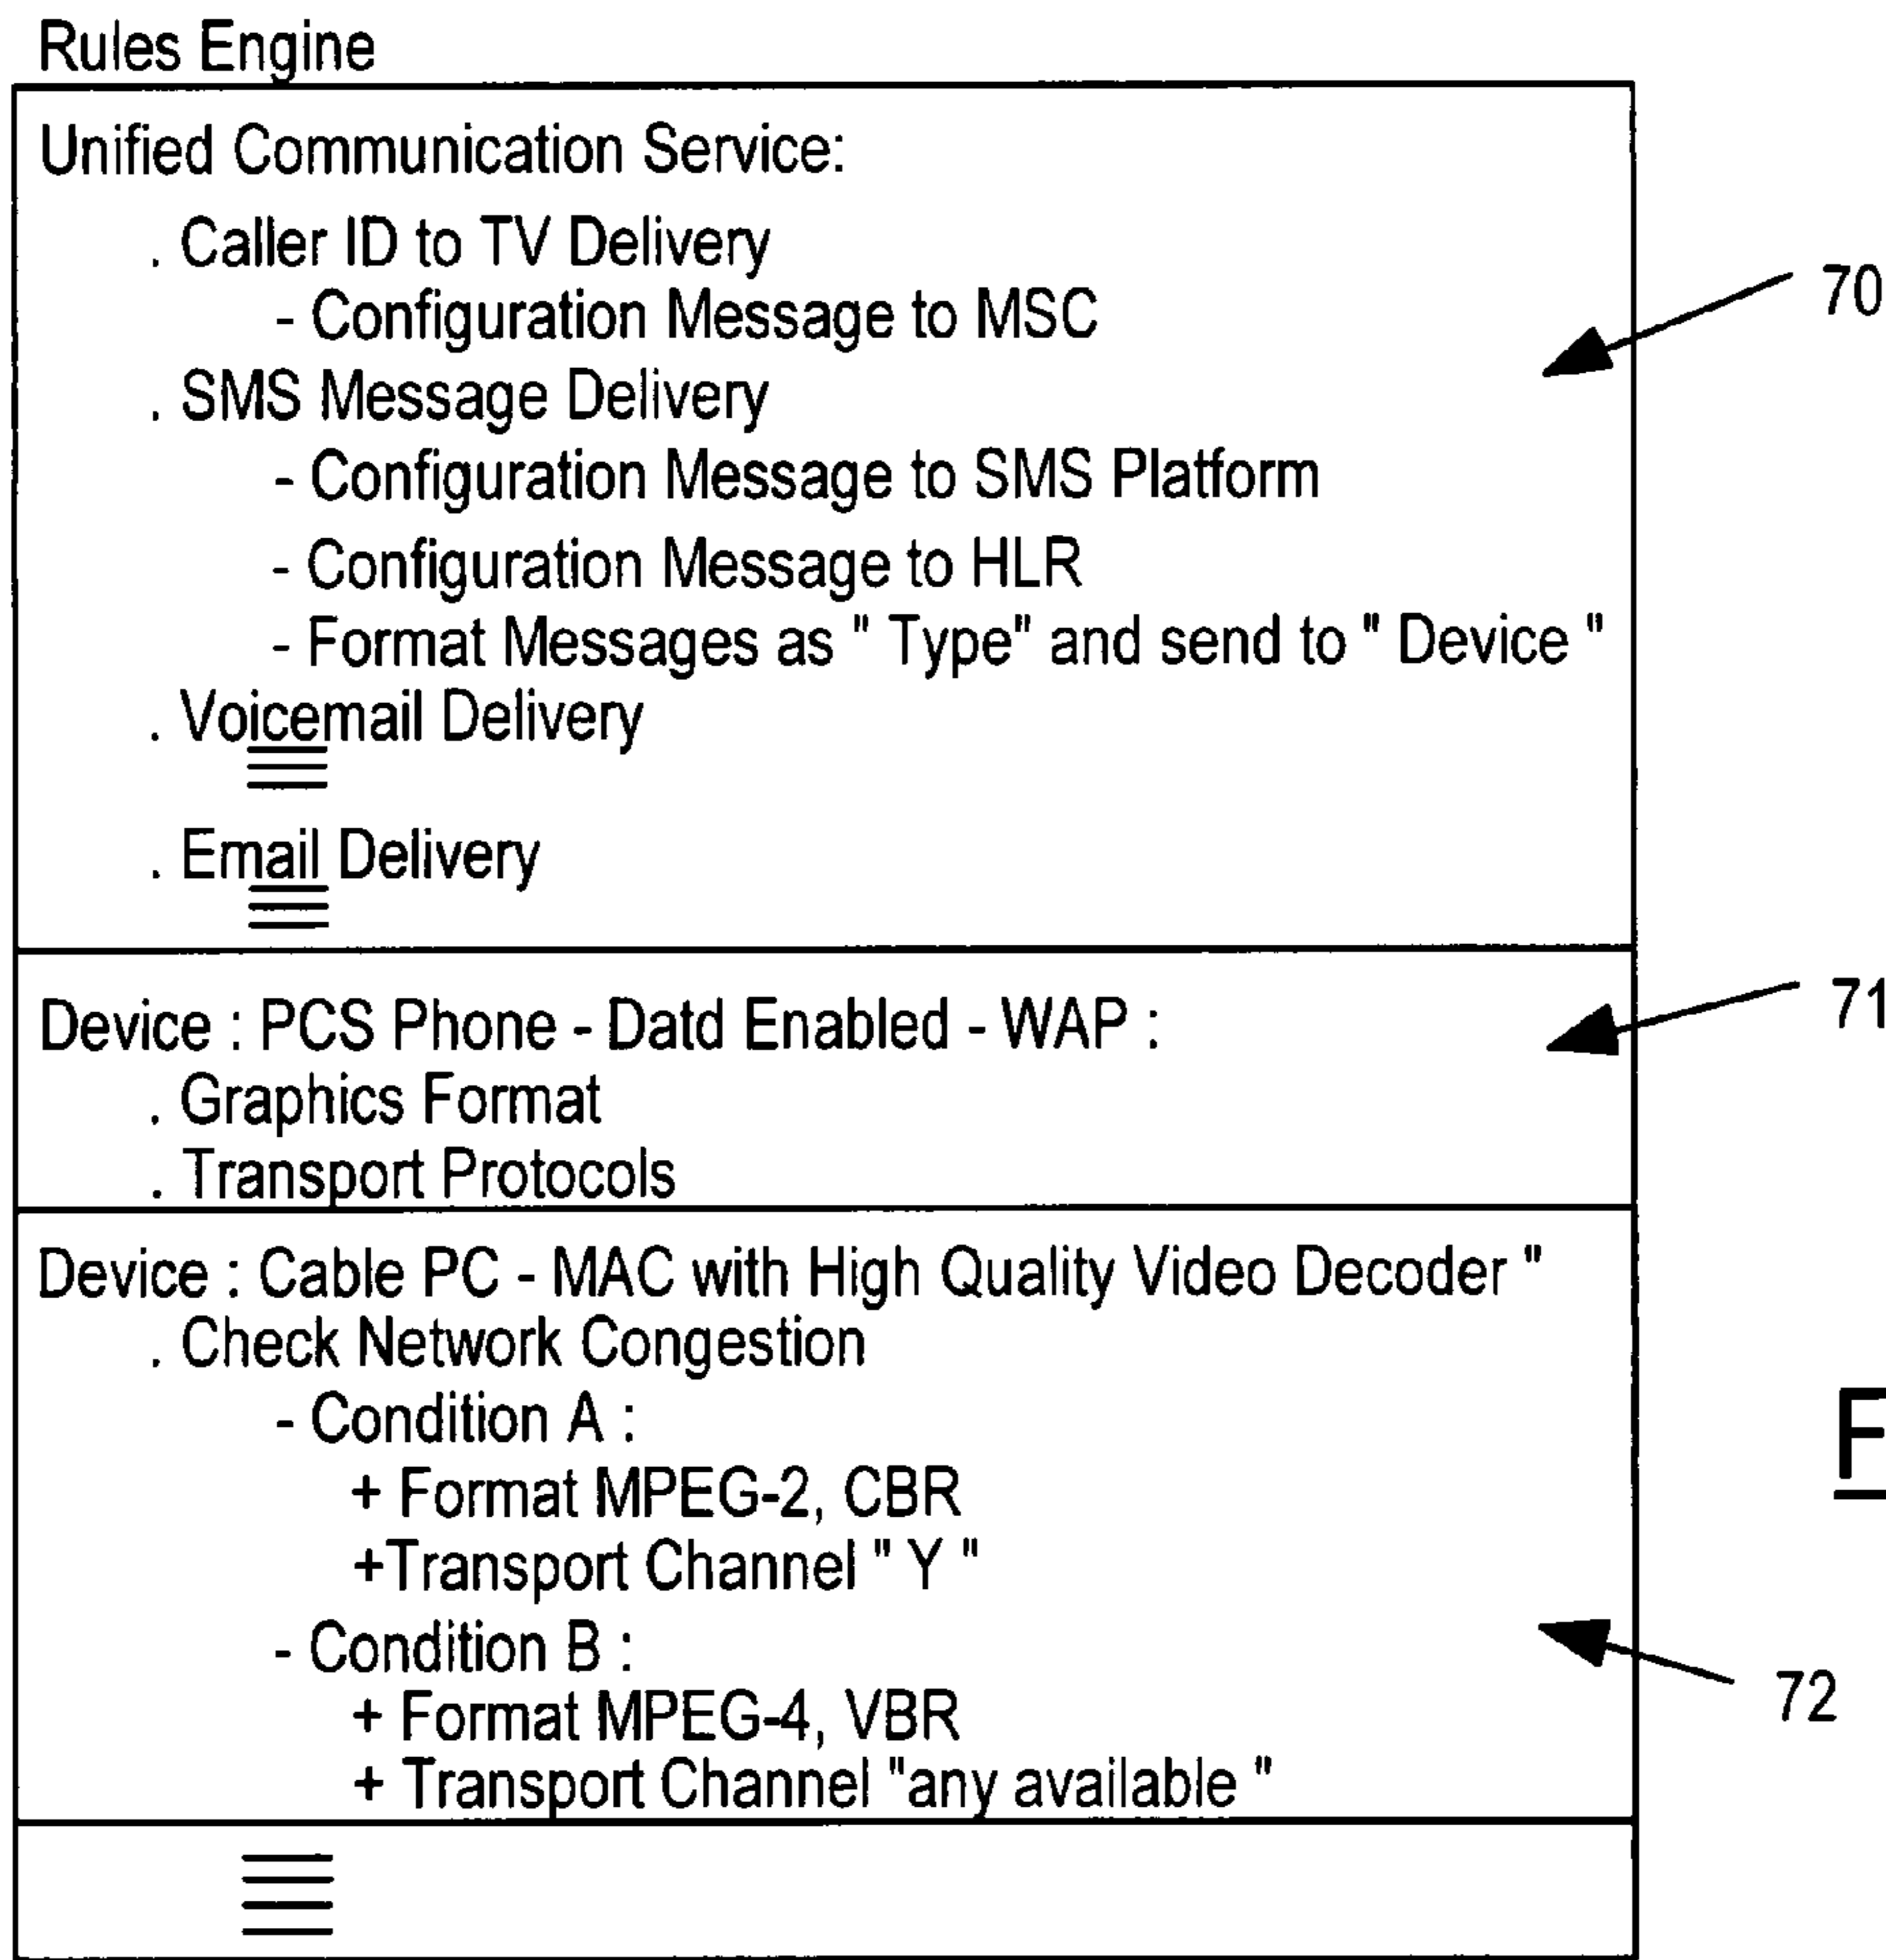 Rules Engine
Unified Communication Service:
. Caller ID to TV Delivery
- Configuration Message to MSC
70
. SMS Message Delivery
- Configuration Message to SMS Platform
- Configuration Message to HLR
- Format Messages as " Type" and send to " Device "
. Voicemail Delivery
. Email Delivery
Device : PCS Phone - Datd Enabled - WAP :
71
. Graphics Format
. Transport Protocols
Device : Cable PC - MAC with High Quality Video Decoder "
. Check Network Congestion
- Condition A :
F
+ Format MPEG-2, CBR
+Transport Channel " Y "
- Condition B :
72
+ Format MPEG-4, VBR
+ Transport Channel "any available "